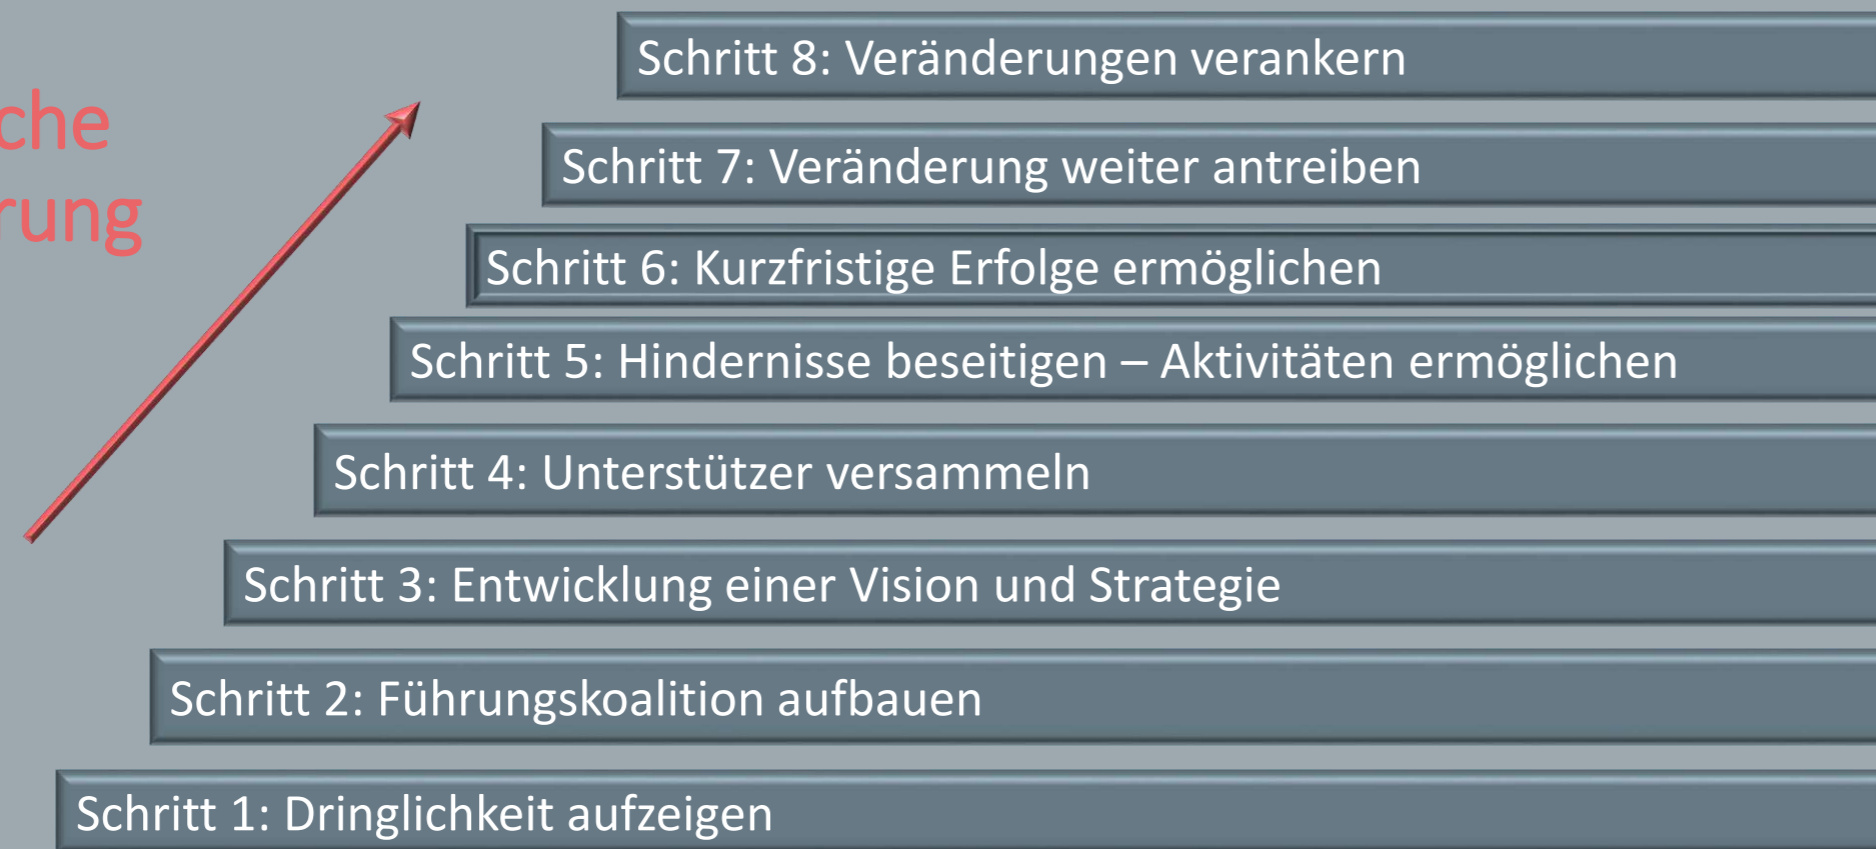 Schritt 8: Veränderungen verankern
Schritt 7: Veränderung weiter antreiben
Schritt 6: Kurzfristige Erfolge ermöglichen
Schritt 5: Hindernisse beseitigen – Aktivitäten ermöglichen
Schritt 4: Unterstützer versammeln
Schritt 3: Entwicklung einer Vision und Strategie
Schritt 2: Führungskoalition aufbauen
Schritt 1: Dringlichkeit aufzeigen